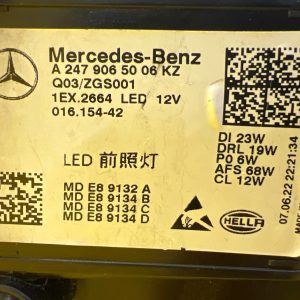 Mercedes-Benz
A 247 906 50 06 KZ
Q03/ZGS001
1EX.2664 LED 12V
016.154-42
LED 前照灯
MD E8 9132 A
MD E8 9134 B
MD E8 9134 C
MD E8 9134 D
HELLA
DI 23W
DRL 19W
PO 6W
AFS 68W
CL 12W
07.06.22 22:21:34